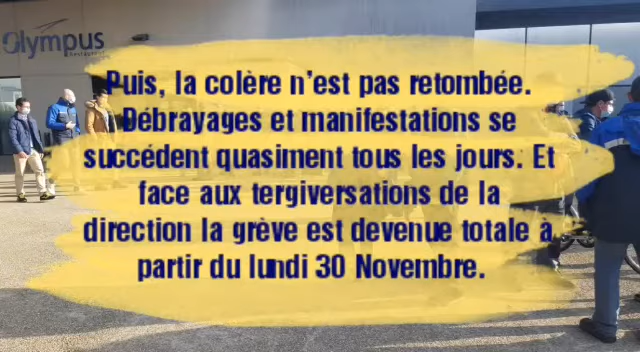 Olympus
Puis, la colère n'est pas retombée.
Débrayages et manifestations se
succédent quasiment tous les jours. Et
face aux tergiversations de la
direction la grève est devenue totale à
partir du lundi 30 Novembre.